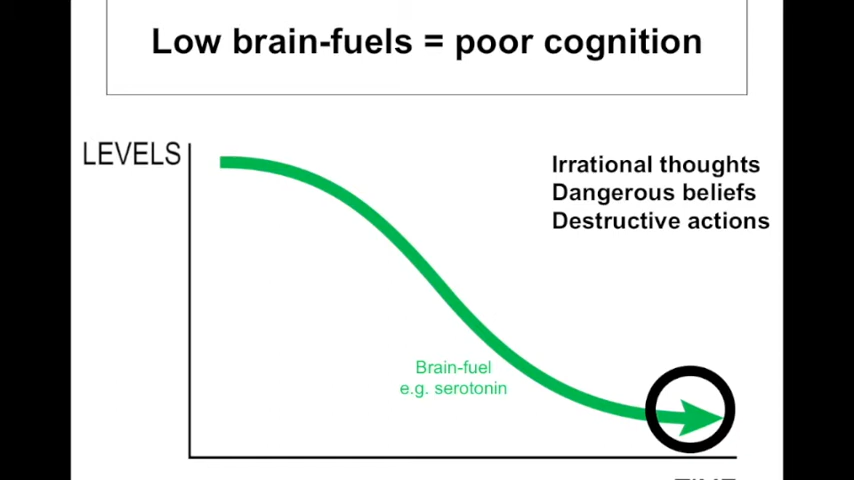 Low brain-fuels = poor cognition
LEVELS
Irrational thoughts
Dangerous beliefs
Destructive actions
Brain-fuel
e.g. serotonin